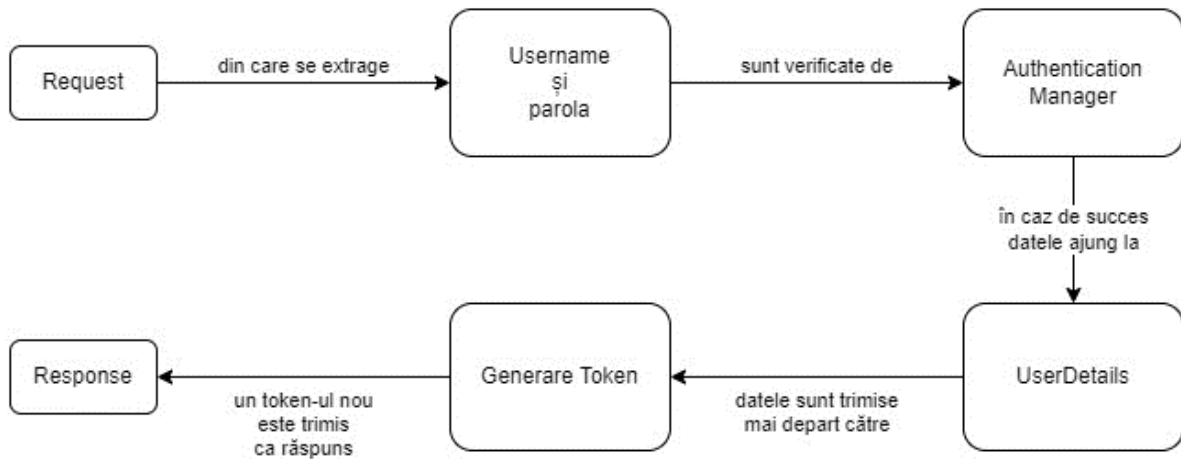 Request
din care se extrage
Username
și
parola
sunt verificate de
Authentication
Manager
în caz de succes
datele ajung la
UserDetails
datele sunt trimise
mai depart către
Generare Token
un token-ul nou
este trimis
ca răspuns
Response